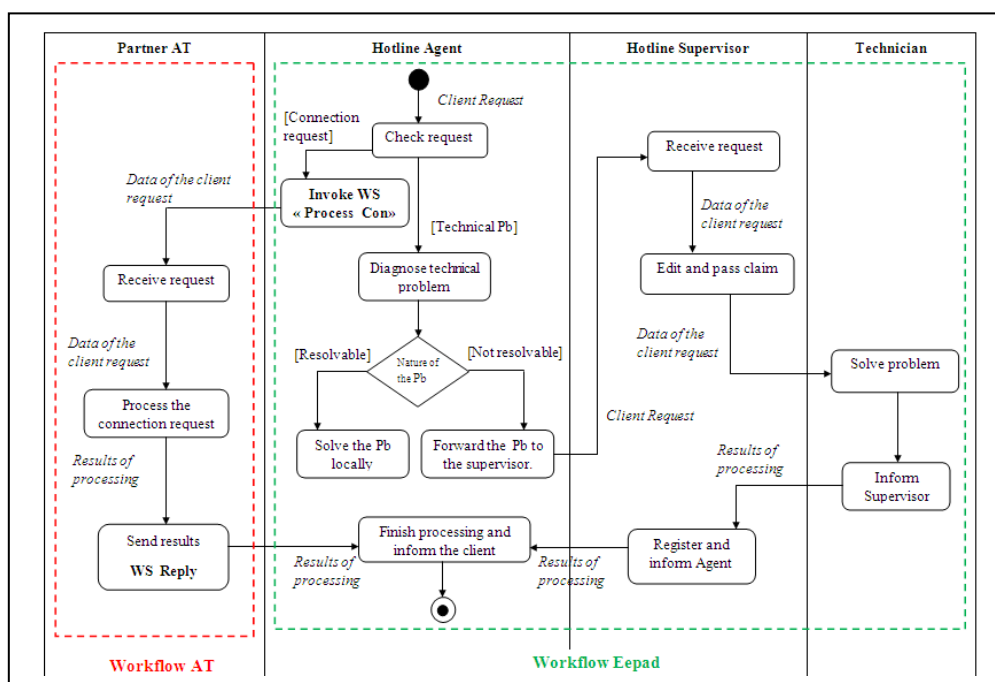 Partner AT
Hotline Agent
Hotline Supervisor
Technician
Client Request
[Connection
request]
Check request
Receive request
Data of the client
request
Invoke WS
« Process Con»
[Technical Pb]
Data of the
client request
Receive request
Diagnose technical
problem
Edit and pass claim
Data of the
client request
[Resolvable]
Nature of
the Pb
[Not resolvable]
Data of
the client request
Solve problem
Process the
connection request
Client Request
Solve the Pb
locally
Forward the Pb to
the supervisor.
Results of
processing
Results of
processing
Inform
Supervisor
Send results
WS Reply
Results of
processing
Finish processing and
inform the client
Results of
processing
Register and
inform Agent
Workflow AT
Workflow Eepad